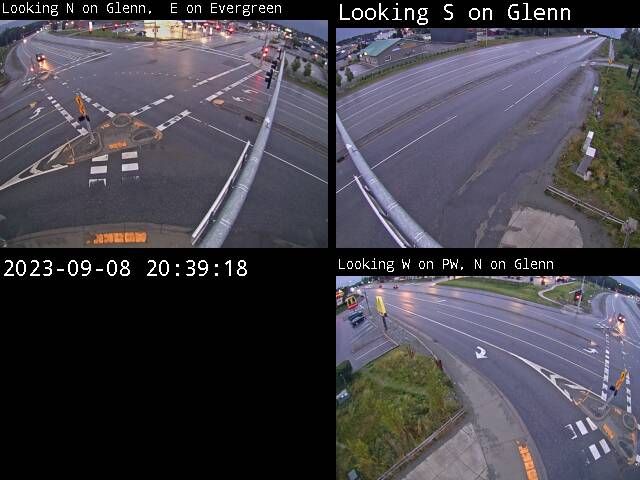 Looking N on Glenn,  E on Evergreen
Looking S on Glenn
2023-09-08 20:39:18
Looking W on PW, N on Glenn